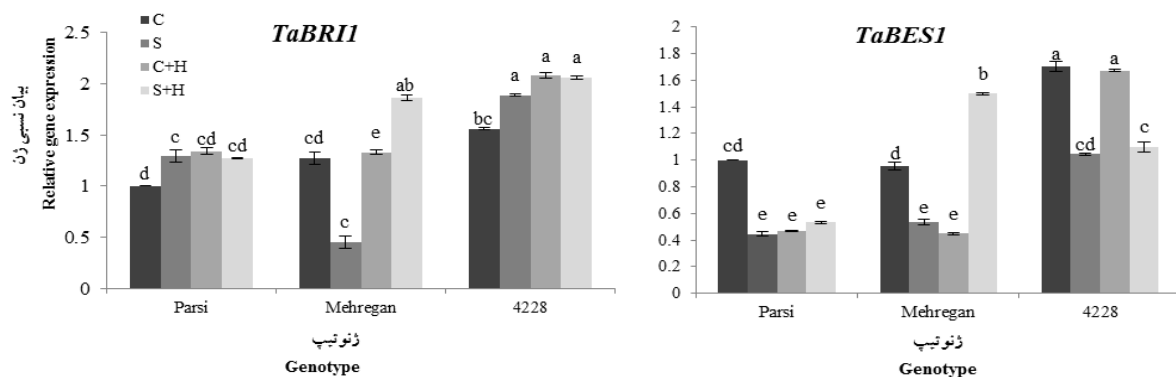 TaBRI1
C
S
C+H
S+H
بیان نسبی ژن
Relative gene expression
2.5
2
1.5
1
0.5
0
d c cd cd
cd c e ab
bc a a a
Parsi Mehregan 4228
ژنوتیپ
Genotype
TaBES1
2
1.8
1.6
1.4
1.2
1
0.8
0.6
0.4
0.2
0
cd e e e
d e e b
a cd a c
Parsi Mehregan 4228
ژنوتیپ
Genotype